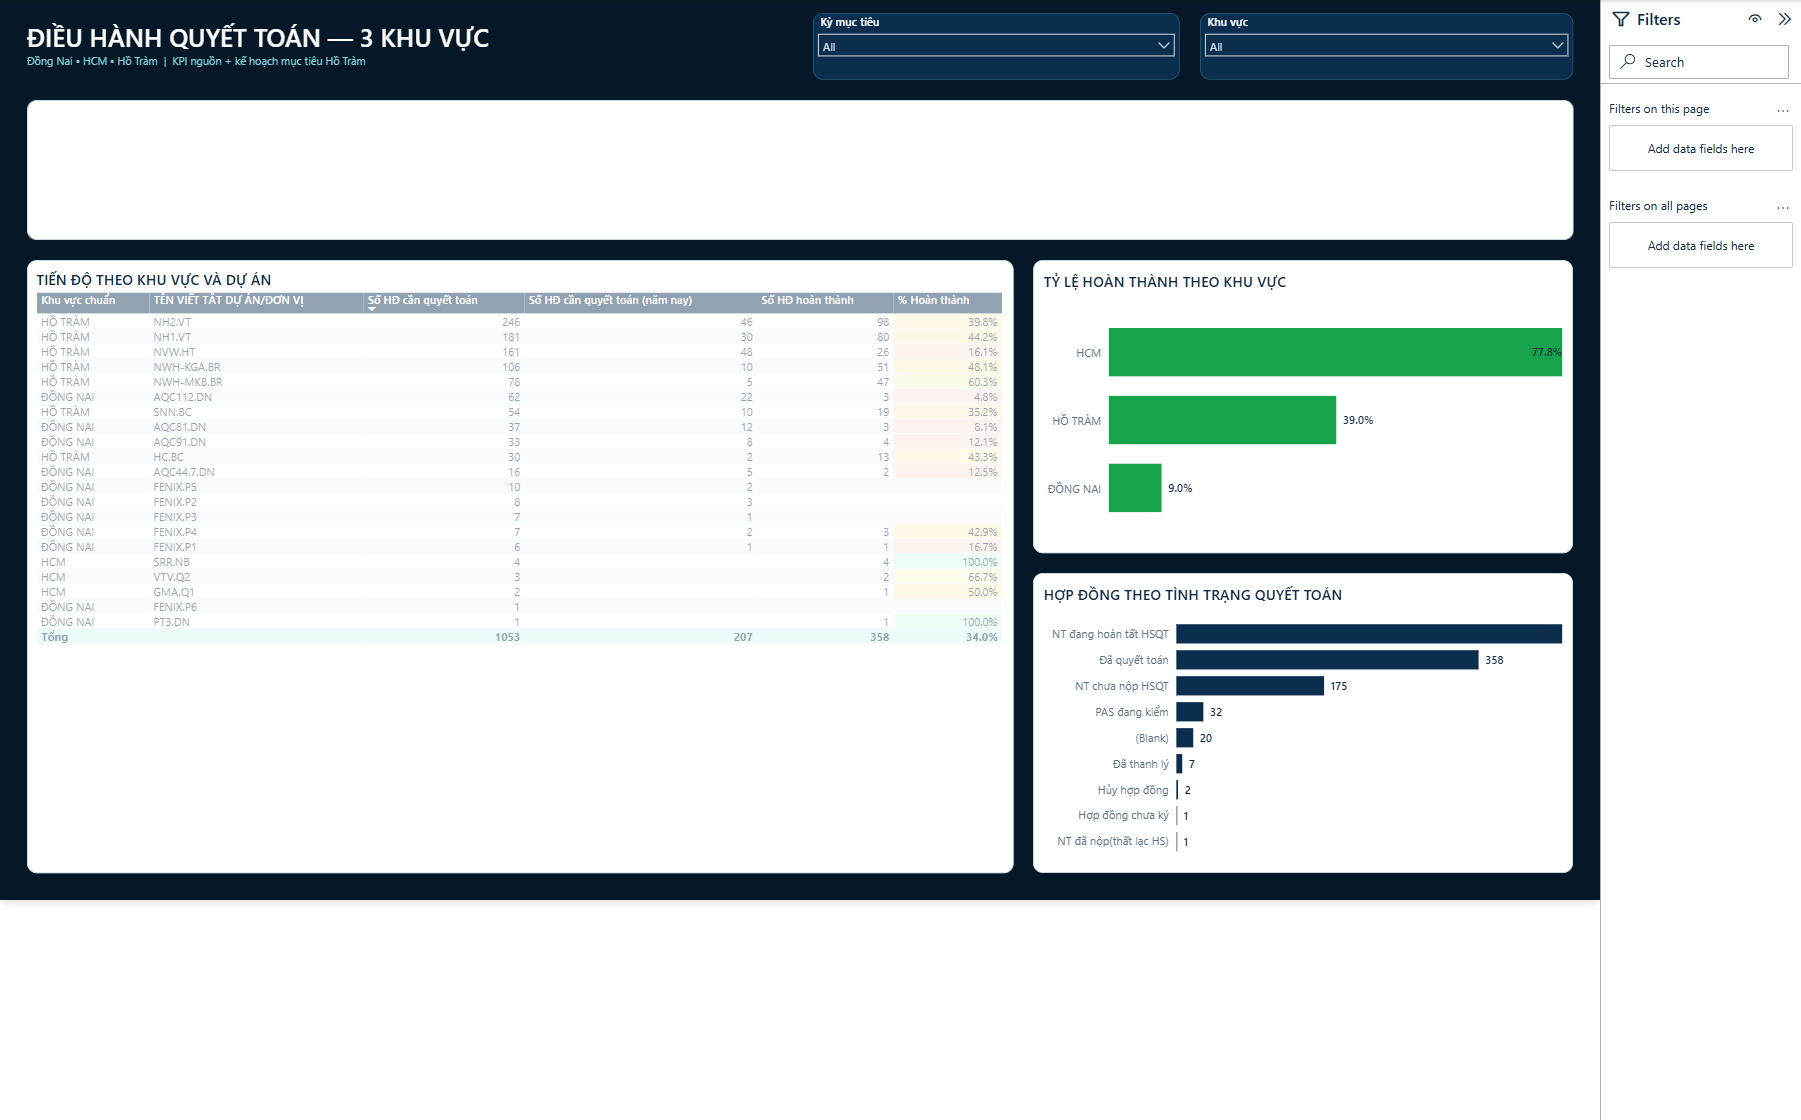 ĐIỀU HÀNH QUYẾT TOÁN — 3 KHU VỰC
Đồng Nai • HCM • Hồ Tràm | KPI nguồn + kế hoạch mục tiêu Hồ Tràm
Kỳ mục tiêu
All
Khu vực
All
Filters
Search
Filters on this page
...
Add data fields here
Filters on all pages
...
Add data fields here
TIẾN ĐỘ THEO KHU VỰC VÀ DỰ ÁN
Khu vực chuẩn TÊN VIẾT TẮT DỰ ÁN/ĐƠN VỊ Số HĐ cần quyết toán Số HĐ cần quyết toán (năm nay) Số HĐ hoàn thành % Hoàn thành
HỒ TRÀM NH2.VT 246 46 98 39.8%
HỒ TRÀM NH1.VT 181 30 80 44.2%
HỒ TRÀM NVW.HT 161 48 26 16.1%
HỒ TRÀM NWH-KGA.BR 106 10 51 48.1%
HỒ TRÀM NWH-MKB.BR 78 5 47 60.3%
ĐỒNG NAI AQC112.DN 62 22 3 4.8%
HỒ TRÀM SNN.BC 54 10 19 35.2%
ĐỒNG NAI AQC81.DN 37 12 3 8.1%
ĐỒNG NAI AQC91.DN 33 8 4 12.1%
HỒ TRÀM HC.BC 30 2 13 43.3%
ĐỒNG NAI AQC44.7.DN 16 5 2 12.5%
ĐỒNG NAI FENIX.P5 10 2
ĐỒNG NAI FENIX.P2 8 3
ĐỒNG NAI FENIX.P3 7 1
ĐỒNG NAI FENIX.P4 7 2 3 42.9%
ĐỒNG NAI FENIX.P1 6 1 1 16.7%
HCM SRR.NB 4 4 100.0%
HCM VTV.Q2 3 2 66.7%
HCM GMA.Q1 2 1 50.0%
ĐỒNG NAI FENIX.P6 1
ĐỒNG NAI PT3.DN 1 1 100.0%
Tổng 1053 207 358 34.0%
TỶ LỆ HOÀN THÀNH THEO KHU VỰC
HCM 77.8%
HỒ TRÀM 39.0%
ĐỒNG NAI 9.0%
HỢP ĐỒNG THEO TÌNH TRẠNG QUYẾT TOÁN
NT đang hoàn tất HSQT
Đã quyết toán 358
NT chưa nộp HSQT 175
PAS đang kiểm 32
(Blank) 20
Đã thanh lý 7
Hủy hợp đồng 2
Hợp đồng chưa ký 1
NT đã nộp(thất lạc HS) 1